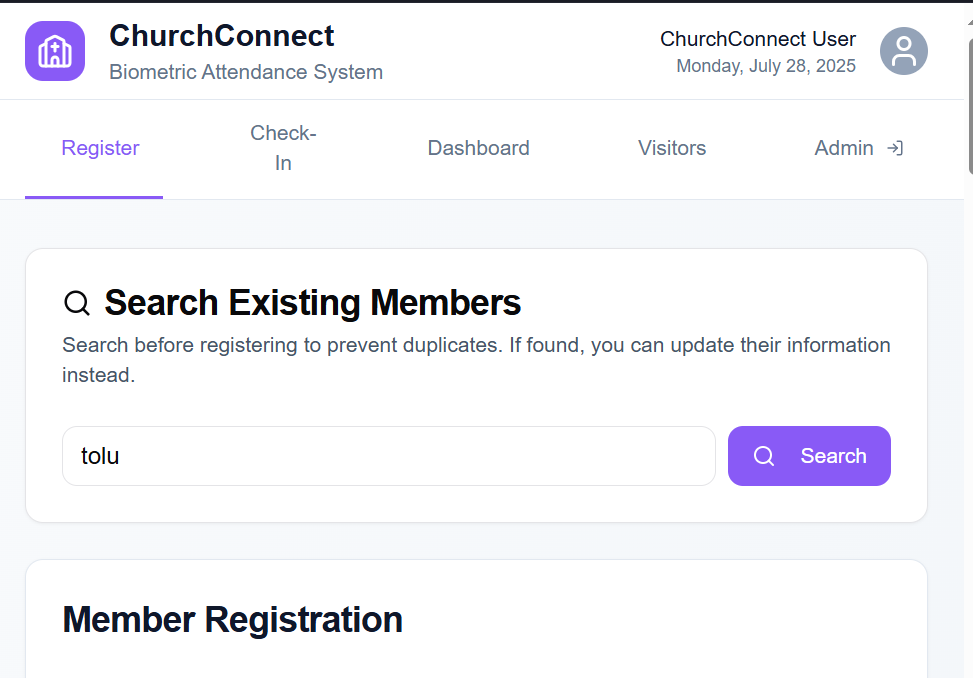 ChurchConnect
Biometric Attendance System
ChurchConnect User
Monday, July 28, 2025
Register
Check-
In
Dashboard
Visitors
Admin
Search Existing Members
Search before registering to prevent duplicates. If found, you can update their information
instead.
tolu
Search
Member Registration